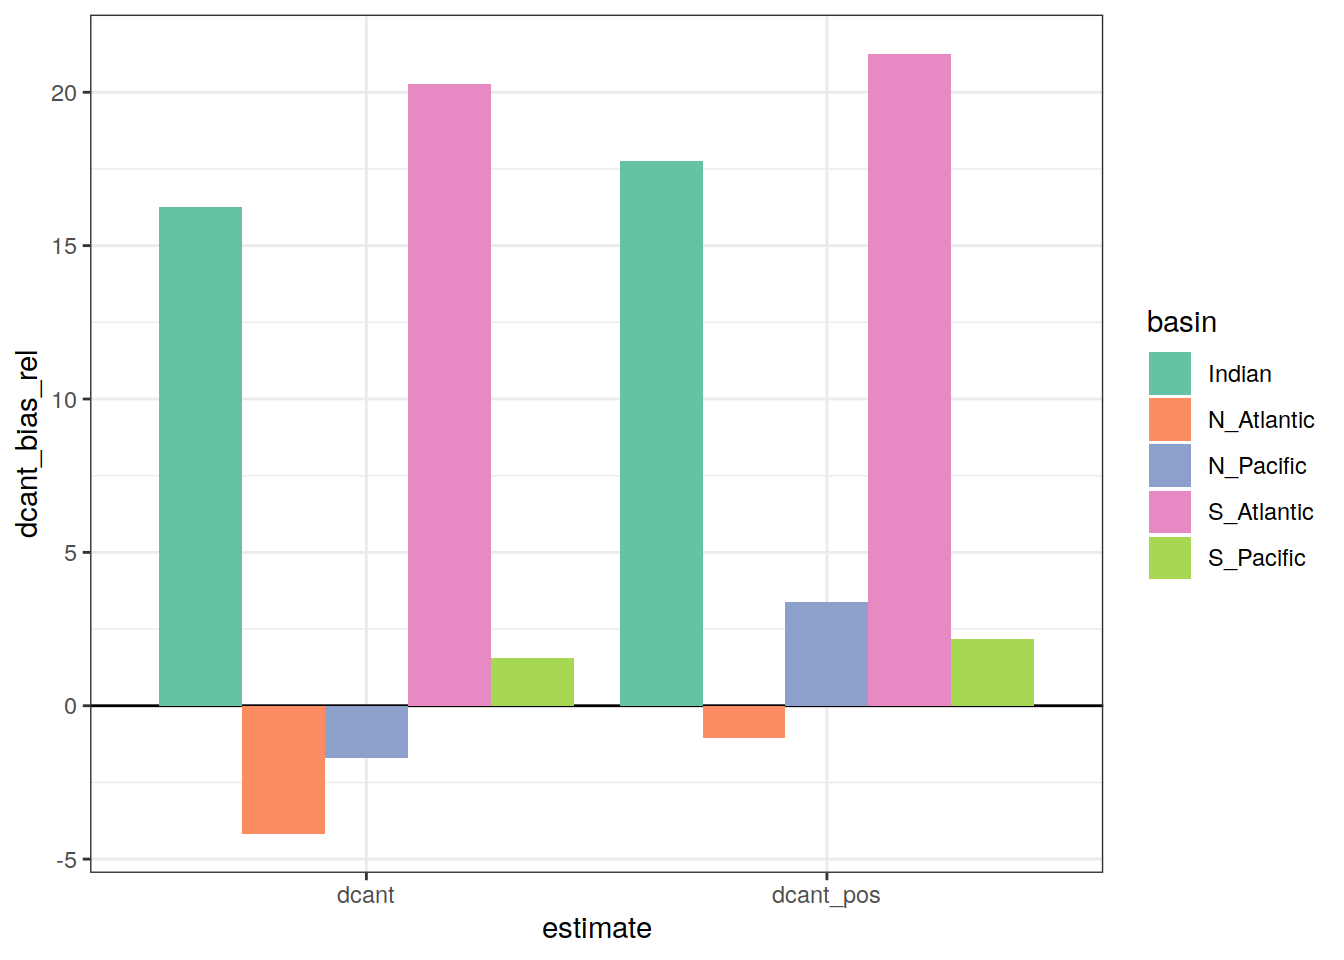 20
15
10
5
0
-5
dcant_bias_rel
dcant
dcant_pos
estimate
basin
Indian
N_Atlantic
N_Pacific
S_Atlantic
S_Pacific